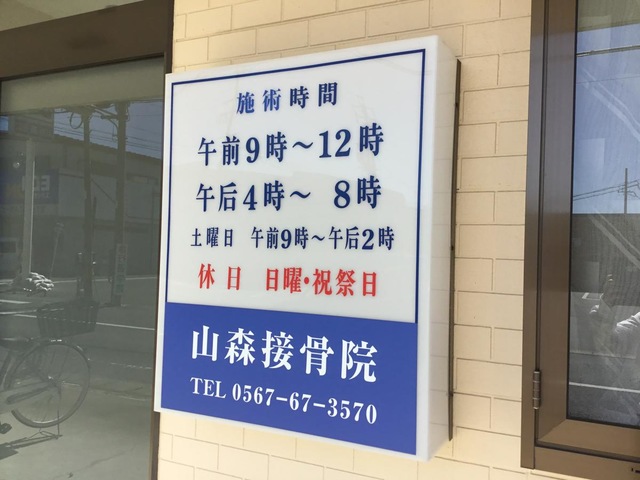 施術時間
午前9時～12時
午后4時～ 8時
土曜日 午前9時～午后2時
休日 日曜・祝祭日
山森接骨院
TEL 0567-67-3570